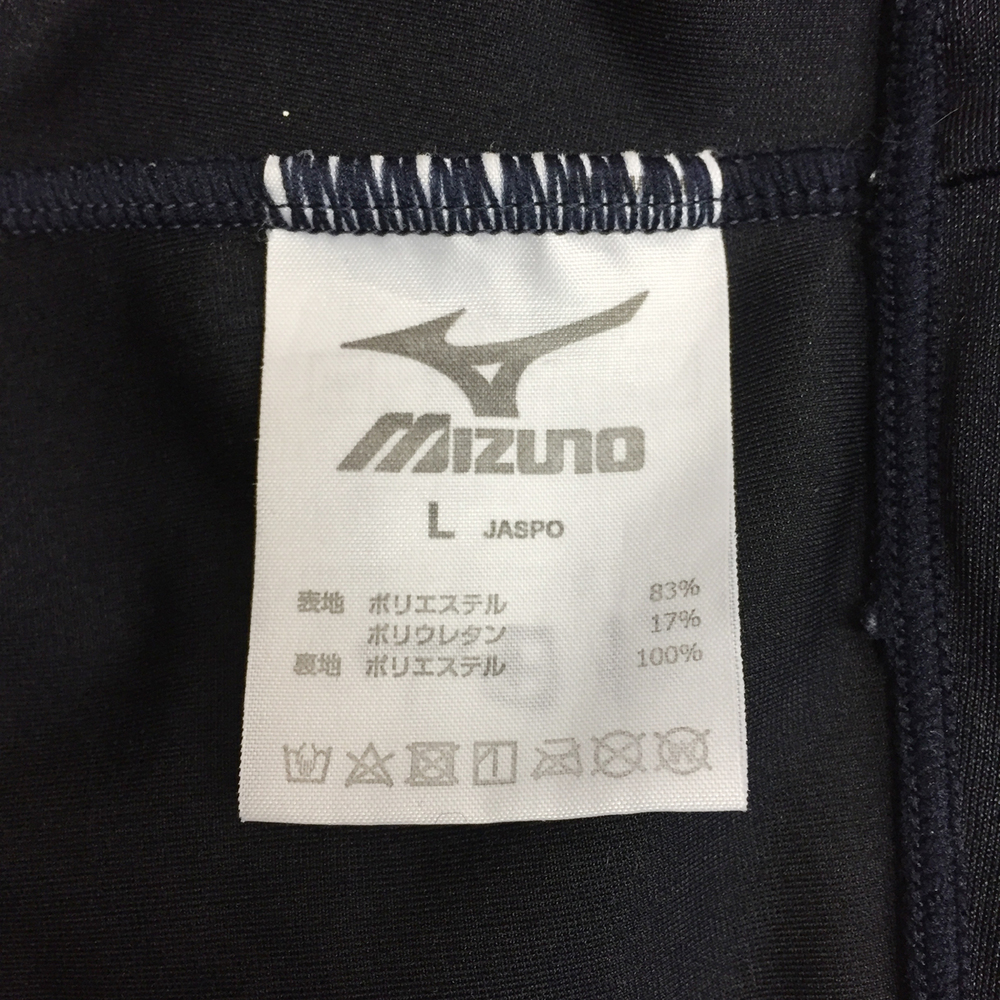 MIZUNO
L JASPO
表地 ポリエステル 83%
ポリウレタン 17%
裏地 ポリエステル 100%